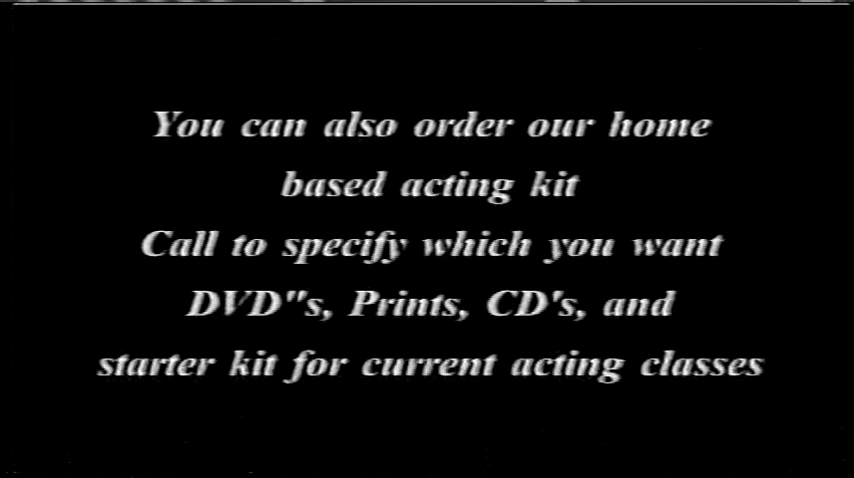 You can also order our home
based acting kit
Call to specify which you want
DVD"s, Prints, CD's, and
starter kit for current acting classes